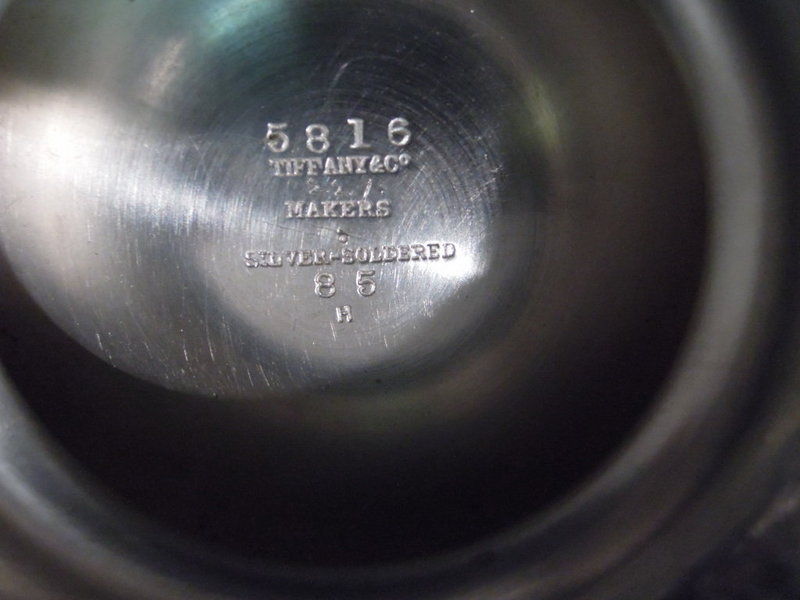 5816
TIFFANY&Cº
MAKERS
SILVER-SOLDERED
85
H